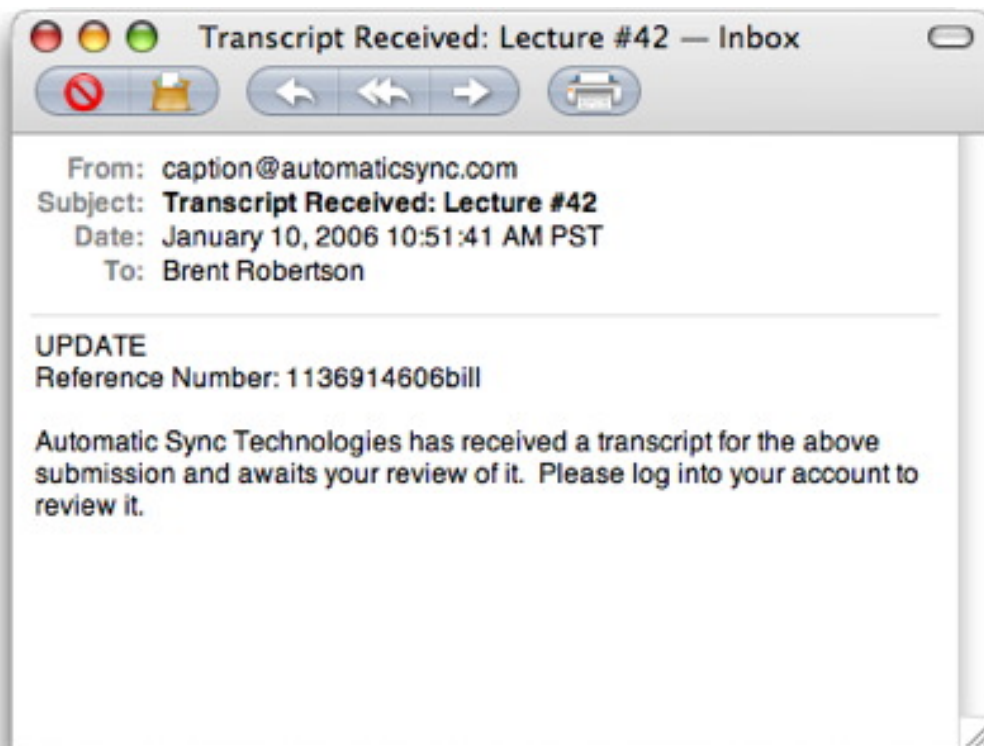 Transcript Received: Lecture #42 — Inbox
From: caption@automaticsync.com
Subject: Transcript Received: Lecture #42
Date: January 10, 2006 10:51:41 AM PST
To: Brent Robertson
UPDATE
Reference Number: 1136914606bill
Automatic Sync Technologies has received a transcript for the above
submission and awaits your review of it.  Please log into your account to
review it.